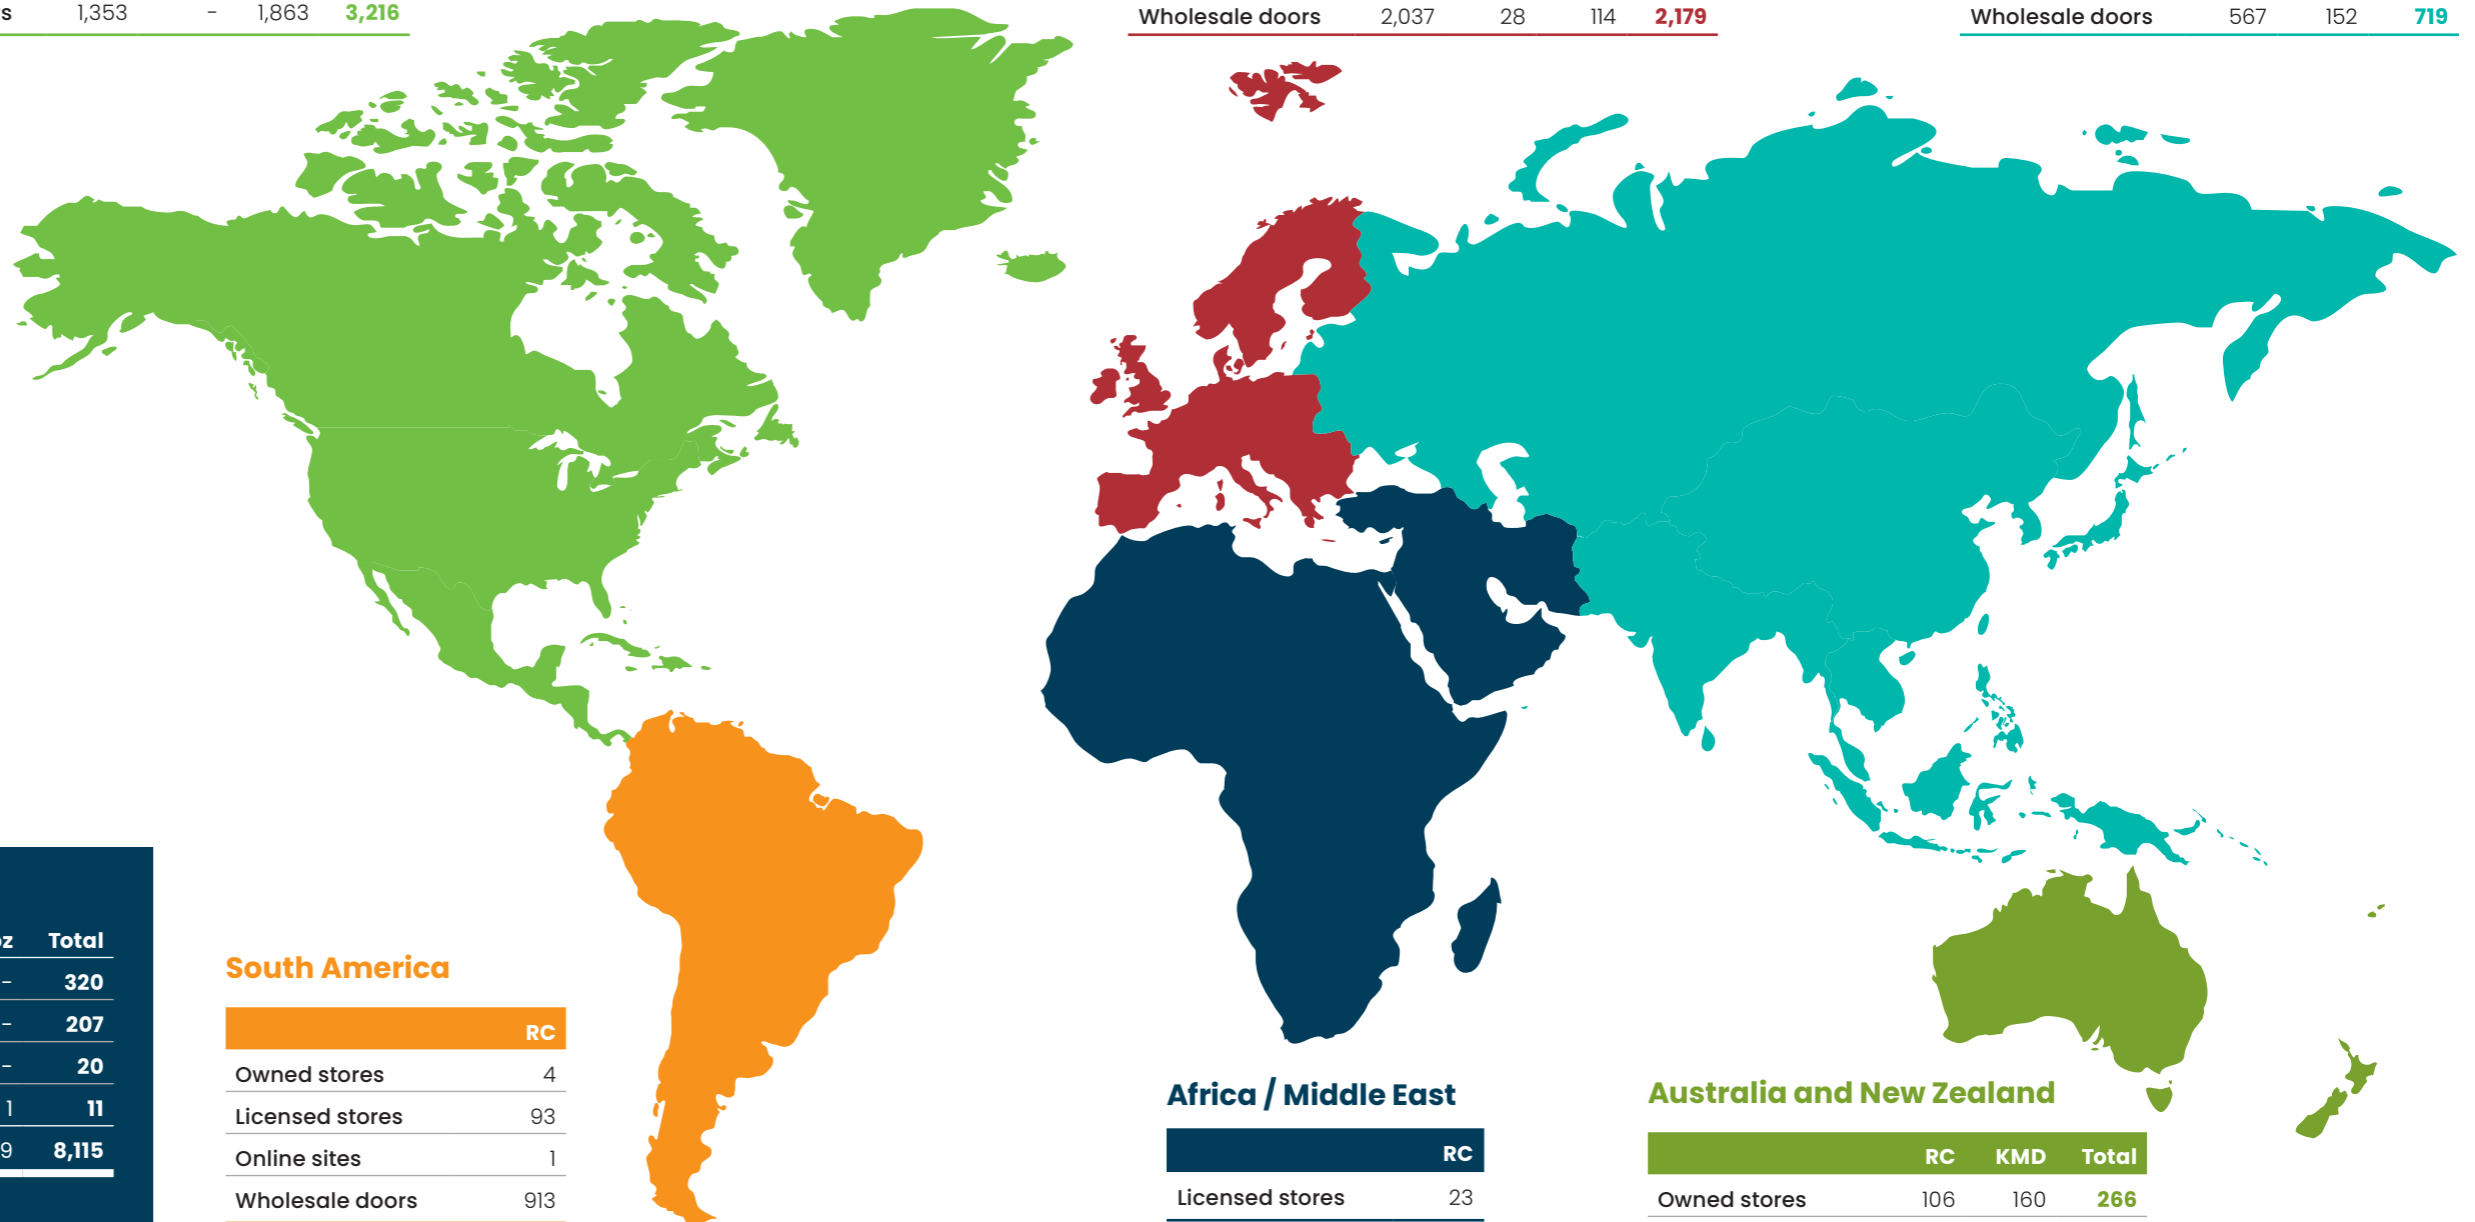 1,353 - 1,863 3,216
Wholesale doors 2,037 28 114 2,179
Wholesale doors 567 152 719
Total
- 320
- 207
- 20
1 11
9 8,115
South America
RC
Owned stores 4
Licensed stores 93
Online sites 1
Wholesale doors 913
Africa / Middle East
RC
Licensed stores 23
Australia and New Zealand
RC KMD Total
Owned stores 106 160 266